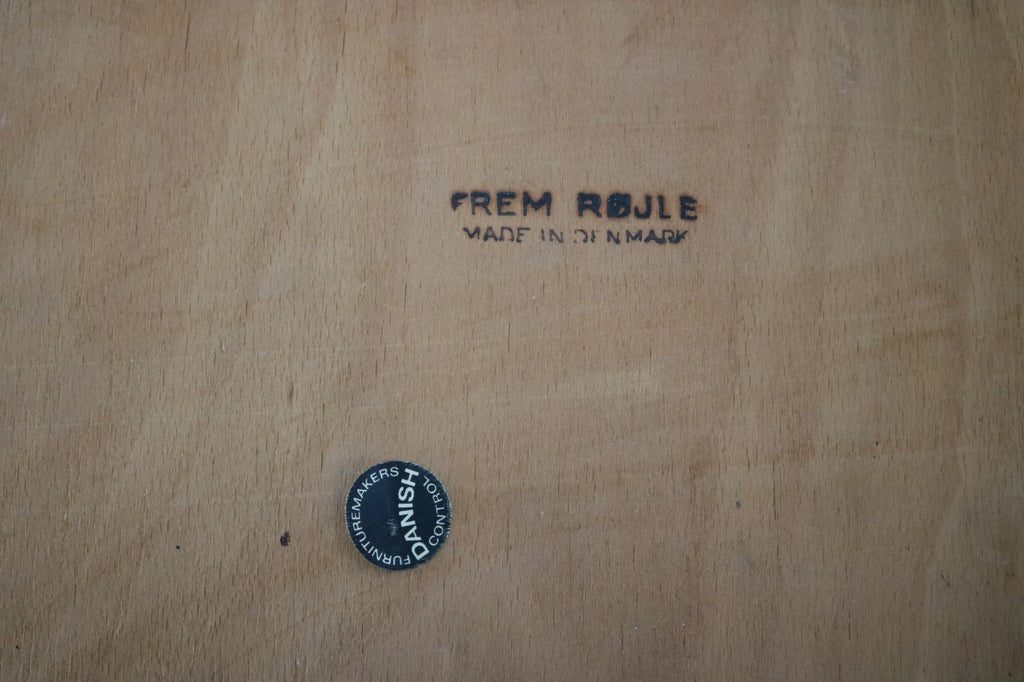 FREM RØJLE
MADE IN DENMARK
DANISH
FURNITUREMAKERS
CONTROL